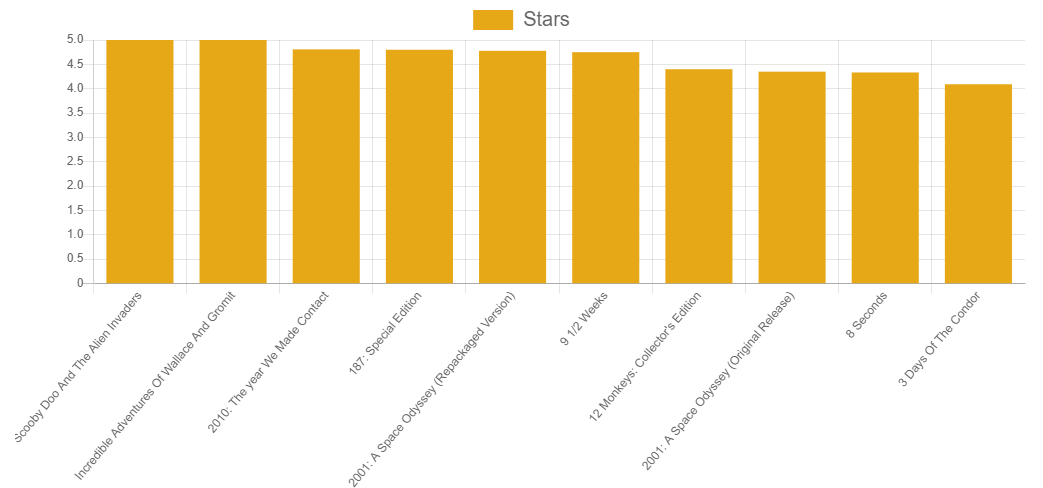 Stars
5.0
4.5
4.0
3.5
3.0
2.5
2.0
1.5
1.0
0.5
0
Scooby Doo And The Alien Invaders
Incredible Adventures Of Wallace And Gromit
2010: The year We Made Contact
187: Special Edition
2001: A Space Odyssey (Repackaged Version)
9 1/2 Weeks
12 Monkeys: Collector's Edition
2001: A Space Odyssey (Original Release)
8 Seconds
3 Days Of The Condor